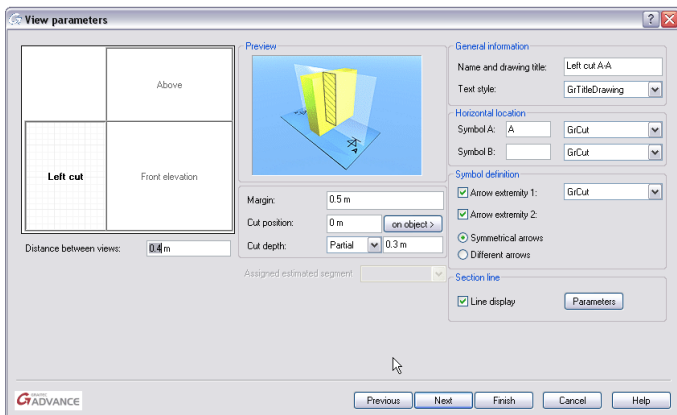 View parameters
Above
Left cut
Front elevation
Distance between views:
0.4 m
Preview
A
Margin:
0.5 m
Cut position:
0 m
on object >
Cut depth:
Partial
0.3 m
Assigned estimated segment
General information
Name and drawing title:
Left cut A-A
Text style:
GrTitleDrawing
Horizontal location
Symbol A:
A
GrCut
Symbol B:
GrCut
Symbol definition
Arrow extremity 1:
GrCut
Arrow extremity 2:
Symmetrical arrows
Different arrows
Section line
Line display
Parameters
GRAITEC
ADVANCE
Previous
Next
Finish
Cancel
Help